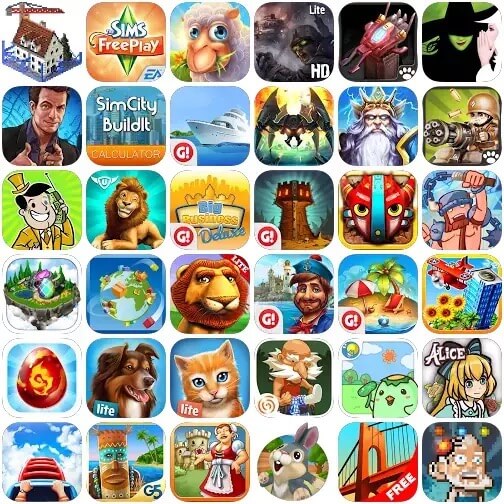 THE SIMS
FREEPLAY
EA
Lite
HD
SimCity
BuildIt
CALCULATOR
G!
U
Big
Business
Deluxe
G!
G!
LITE
G!
G!
lite
lite
ALICE
G5
FREE